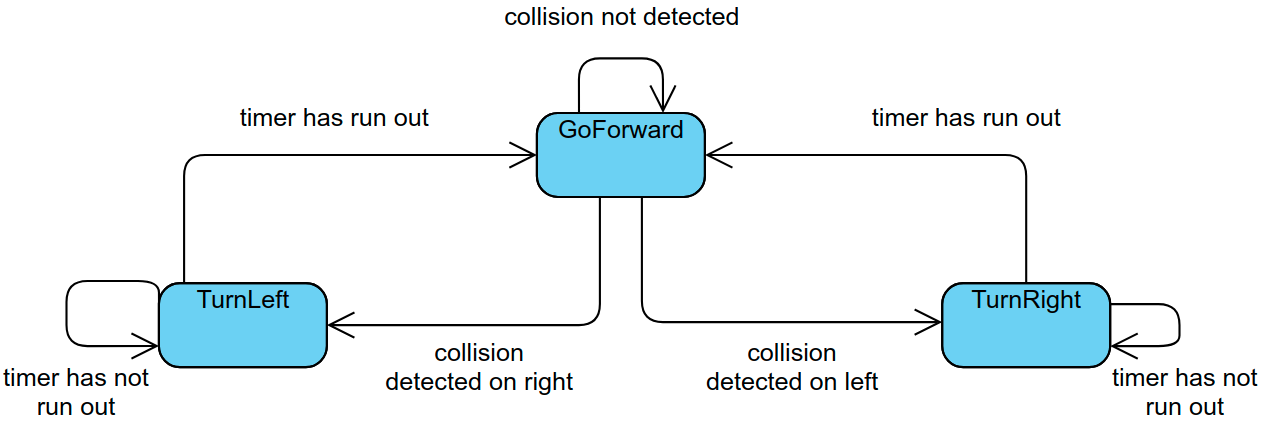 collision not detected
timer has run out
GoForward
timer has run out
TurnLeft
TurnRight
collision
detected on right
collision
detected on left
timer has not
run out
timer has not
run out